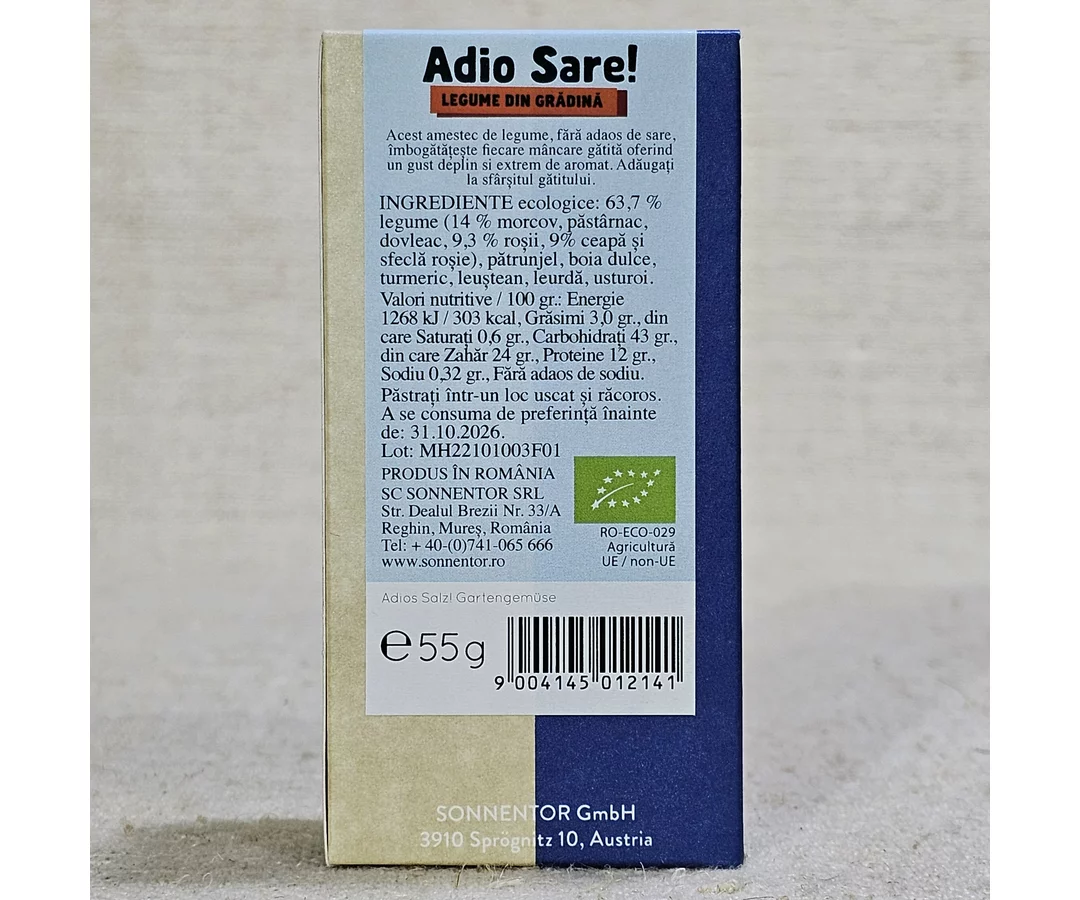 Adio Sare!
LEGUME DIN GRĂDINĂ
Acest amestec de legume, fără adaos de sare,
îmbogătățește fiecare mâncare gătită oferind
un gust deplin si extrem de aromat. Adăugați
la sfârșitul gătitului.
INGREDIENTE ecologice: 63,7 %
legume (14 % morcov, păstârnac,
dovleac, 9,3 % roșii, 9% ceapă și
sfeclă roșie), pătrunjel, boia dulce,
turmeric, leuștean, leurdă, usturoi.
Valori nutritive / 100 gr.: Energie
1268 kJ / 303 kcal, Grăsimi 3,0 gr., din
care Saturați 0,6 gr., Carbohidrați 43 gr.,
din care Zahăr 24 gr., Proteine 12 gr.,
Sodiu 0,32 gr., Fără adaos de sodiu.
Păstrați într-un loc uscat și răcoros.
A se consuma de preferință înainte
de: 31.10.2026.
Lot: MH22101003F01
PRODUS ÎN ROMÂNIA
SC SONNENTOR SRL
Str. Dealul Brezii Nr. 33/A
Reghin, Mureș, România
Tel: + 40-(0)741-065 666
www.sonnentor.ro
RO-ECO-029
Agricultură
UE / non-UE
Adios Salz! Gartengemüse
e 55g
9 004145 012141
SONNENTOR GmbH
3910 Sprögnitz 10, Austria